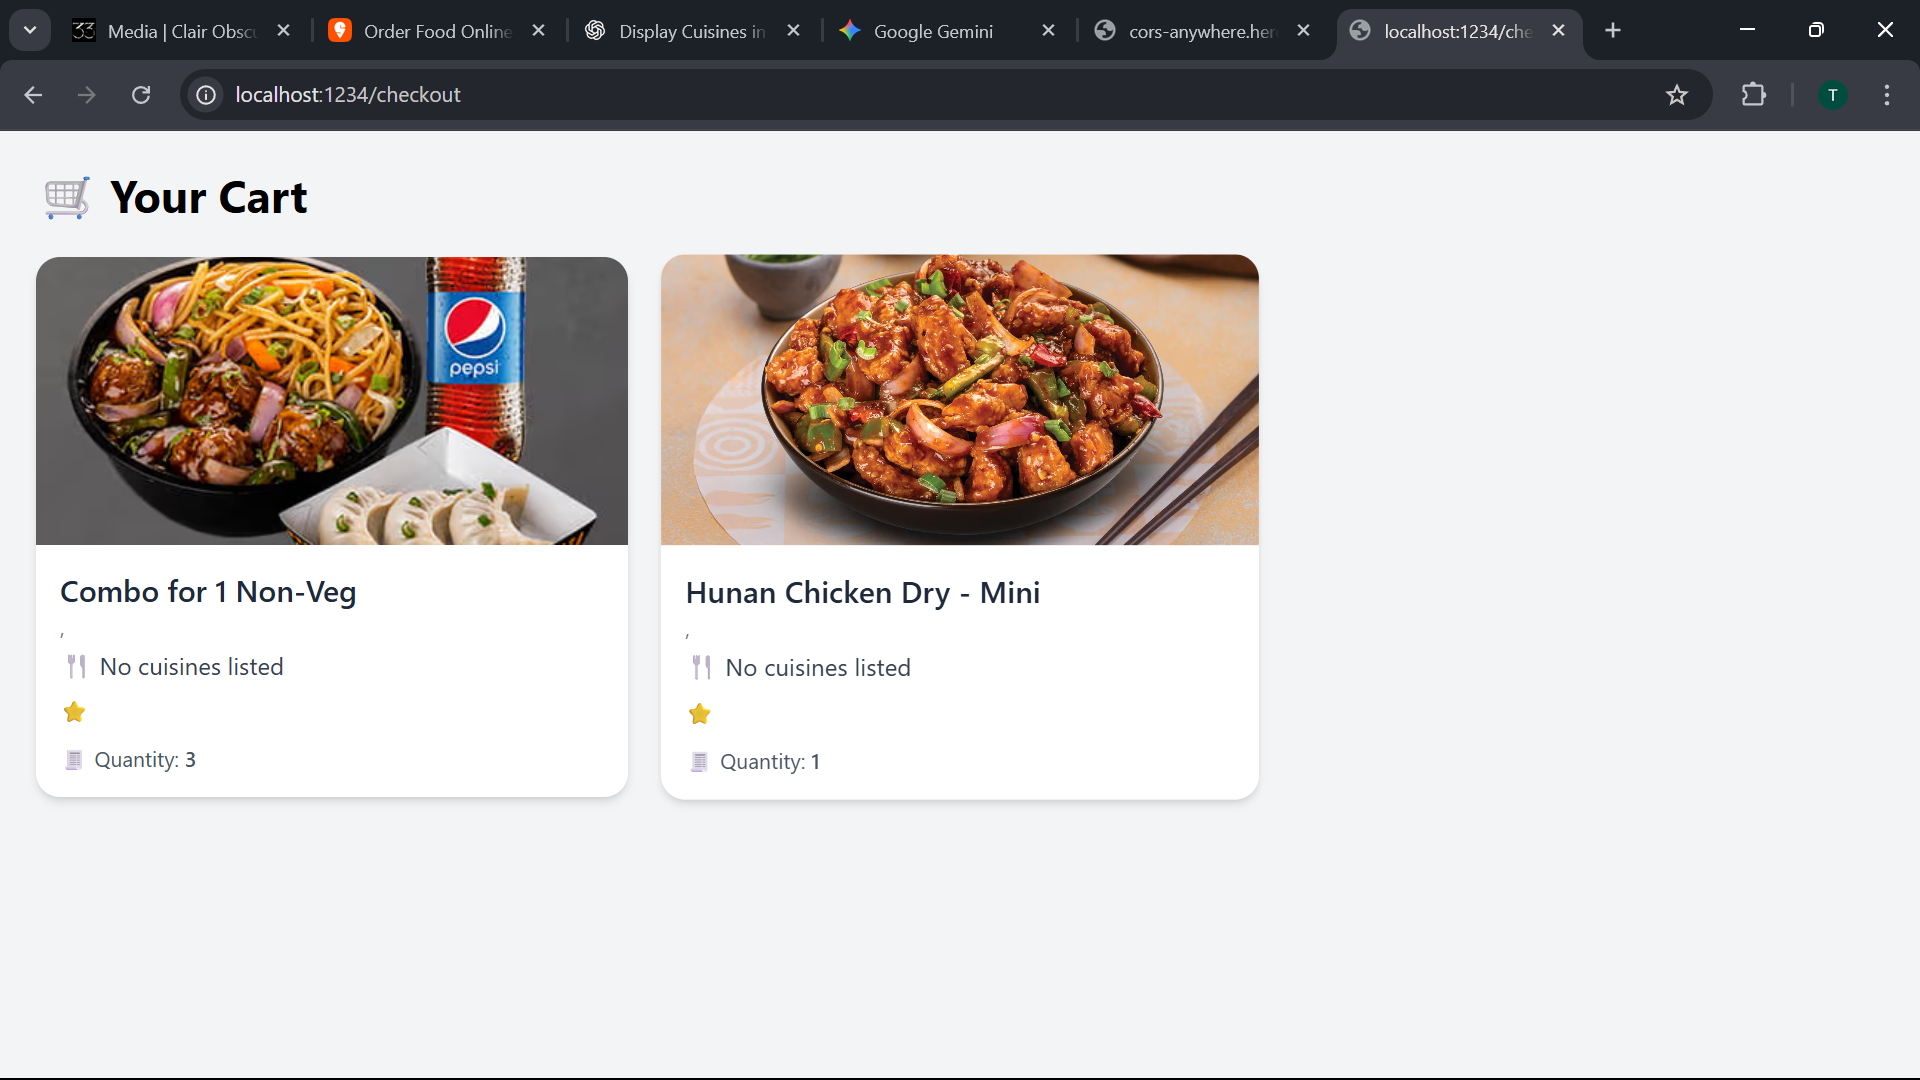 Media | Clair Obscu
Order Food Online
Display Cuisines in
Google Gemini
cors-anywhere.her
localhost:1234/che
localhost:1234/checkout
T
Your Cart
pepsi
Combo for 1 Non-Veg
,
No cuisines listed
Quantity: 3
Hunan Chicken Dry - Mini
,
No cuisines listed
Quantity: 1